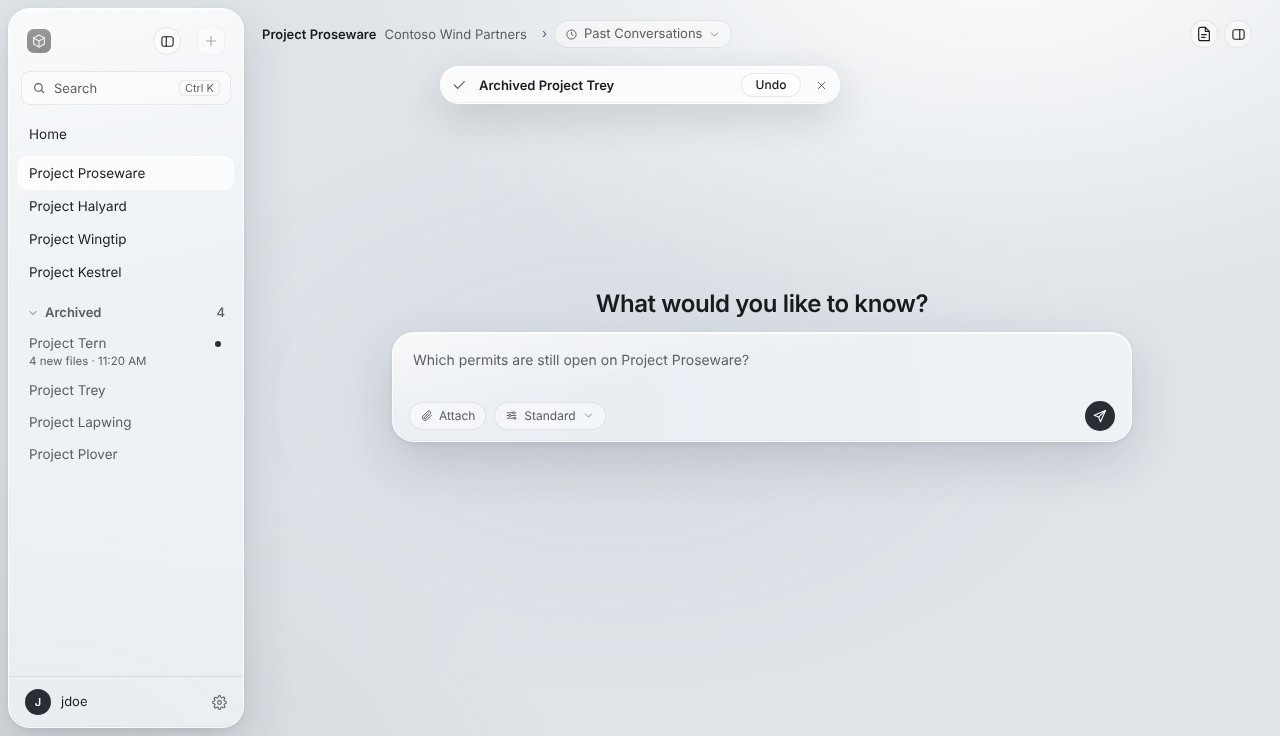 Search
Ctrl K
Home
Project Proseware
Project Halyard
Project Wingtip
Project Kestrel
Archived 4
Project Tern
4 new files · 11:20 AM
Project Trey
Project Lapwing
Project Plover
J jdoe
Project Proseware Contoso Wind Partners › Past Conversations
Archived Project Trey Undo
What would you like to know?
Which permits are still open on Project Proseware?
Attach Standard